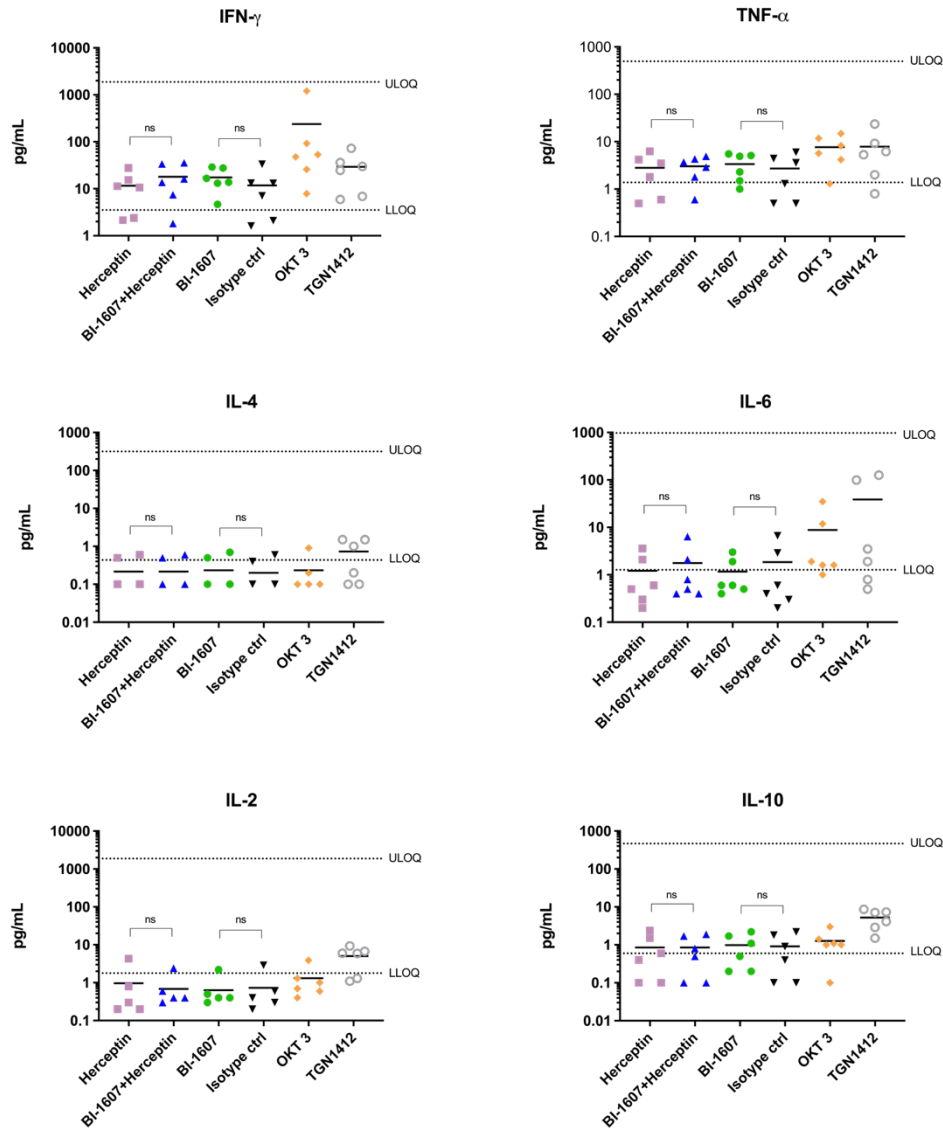 IFN-γ
pg/mL
10000
1000
100
10
1
ULOQ
LLOQ
ns
ns
Herceptin
BI-1607+Herceptin
BI-1607
Isotype ctrl
OKT 3
TGN1412
TNF-α
pg/mL
1000
100
10
1
0.1
ULOQ
LLOQ
ns
ns
Herceptin
BI-1607+Herceptin
BI-1607
Isotype ctrl
OKT 3
TGN1412
IL-4
pg/mL
1000
100
10
1
0.1
0.01
ULOQ
LLOQ
ns
ns
Herceptin
BI-1607+Herceptin
BI-1607
Isotype ctrl
OKT 3
TGN1412
IL-6
pg/mL
1000
100
10
1
0.1
ULOQ
LLOQ
ns
ns
Herceptin
BI-1607+Herceptin
BI-1607
Isotype ctrl
OKT 3
TGN1412
IL-2
pg/mL
10000
1000
100
10
1
0.1
ULOQ
LLOQ
ns
ns
Herceptin
BI-1607+Herceptin
BI-1607
Isotype ctrl
OKT 3
TGN1412
IL-10
pg/mL
1000
100
10
1
0.1
0.01
ULOQ
LLOQ
ns
ns
Herceptin
BI-1607+Herceptin
BI-1607
Isotype ctrl
OKT 3
TGN1412